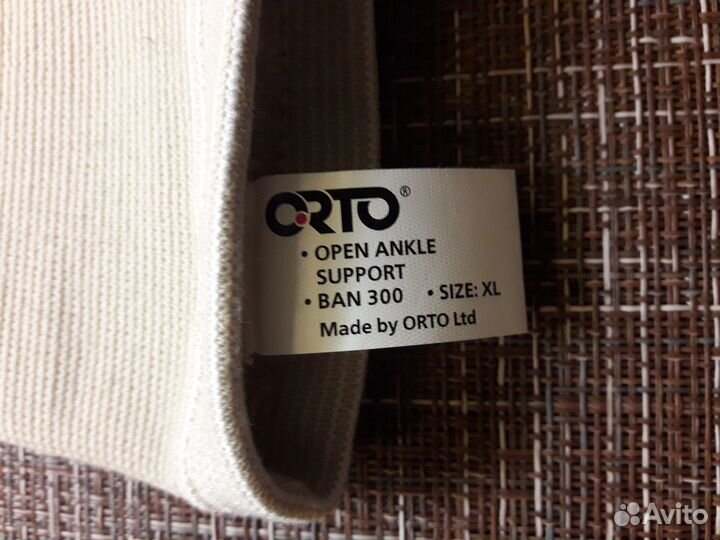 ORTO®
• OPEN ANKLE
SUPPORT
• BAN 300 • SIZE: XL
Made by ORTO Ltd
Avito